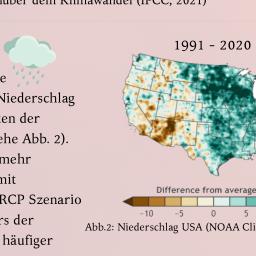 über dem Klimawandel (IPCC, 2021)
1991 - 2020
e
Niederschlag
en der
ehe Abb. 2).
mehr
mit
RCP Szenario
rs der
häufiger
Difference from average
-10 -5 0 5
Abb.2: Niederschlag USA (NOAA Cli